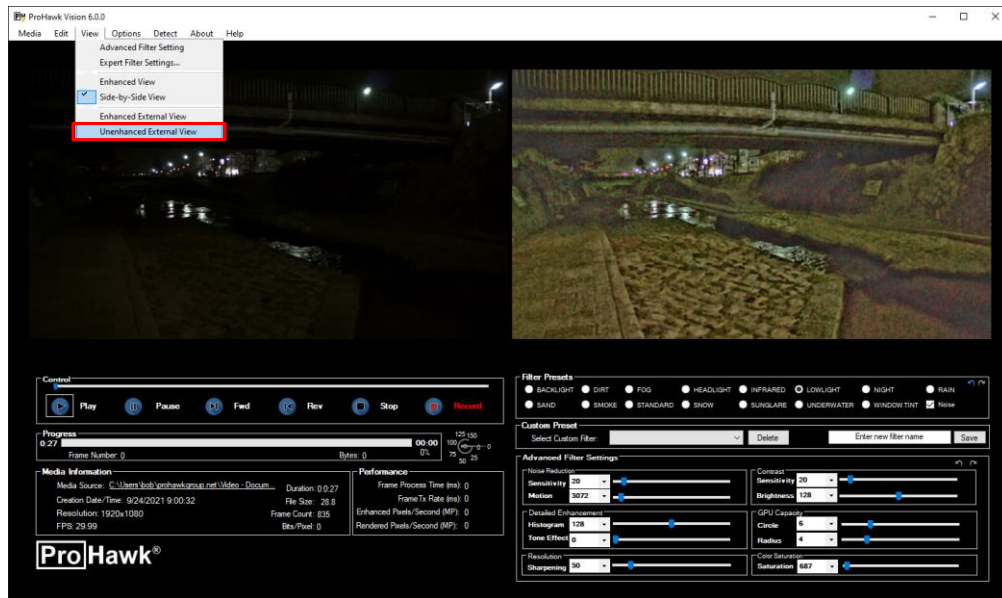 ProHawk Vision 6.0.0
Media Edit View Options Detect About Help
Advanced Filter Setting
Expert Filter Settings...
Enhanced View
Side-by-Side View
Enhanced External View
Unenhanced External View
Control
Play Pause Fwd Rev Stop Record
Progress
0:27 00:00
Frame Number: 0 Bytes: 0 0%
125 150
100 0
75 50 25
Media Information
Media Source: C:\Users\bob\prohawkgroup.net\Video - Docum... Duration: 0:0:27
Creation Date/Time: 9/24/2021 9:00:32 File Size: 28.8
Resolution: 1920x1080 Frame Count: 835
FPS: 29.99 Bits/Pixel: 0
Performance
Frame Process Time (ms): 0
FrameTx Rate (ms): 0
Enhanced Pixels/Second (MP): 0
Rendered Pixels/Second (MP): 0
ProHawk®
Filter Presets
BACKLIGHT DIRT FOG HEADLIGHT INFRARED LOWLIGHT NIGHT RAIN
SAND SMOKE STANDARD SNOW SUNGLARE UNDERWATER WINDOW TINT Noise
Custom Preset
Select Custom Filter: Delete Enter new filter name Save
Advanced Filter Settings
Noise Reduction
Sensitivity 20
Motion 3072
Contrast
Sensitivity 20
Brightness 128
Detailed Enhancement
Histogram 128
Tone Effect 0
GPU Capacity
Circle 6
Radius 4
Resolution
Sharpening 50
Color Saturation
Saturation 687